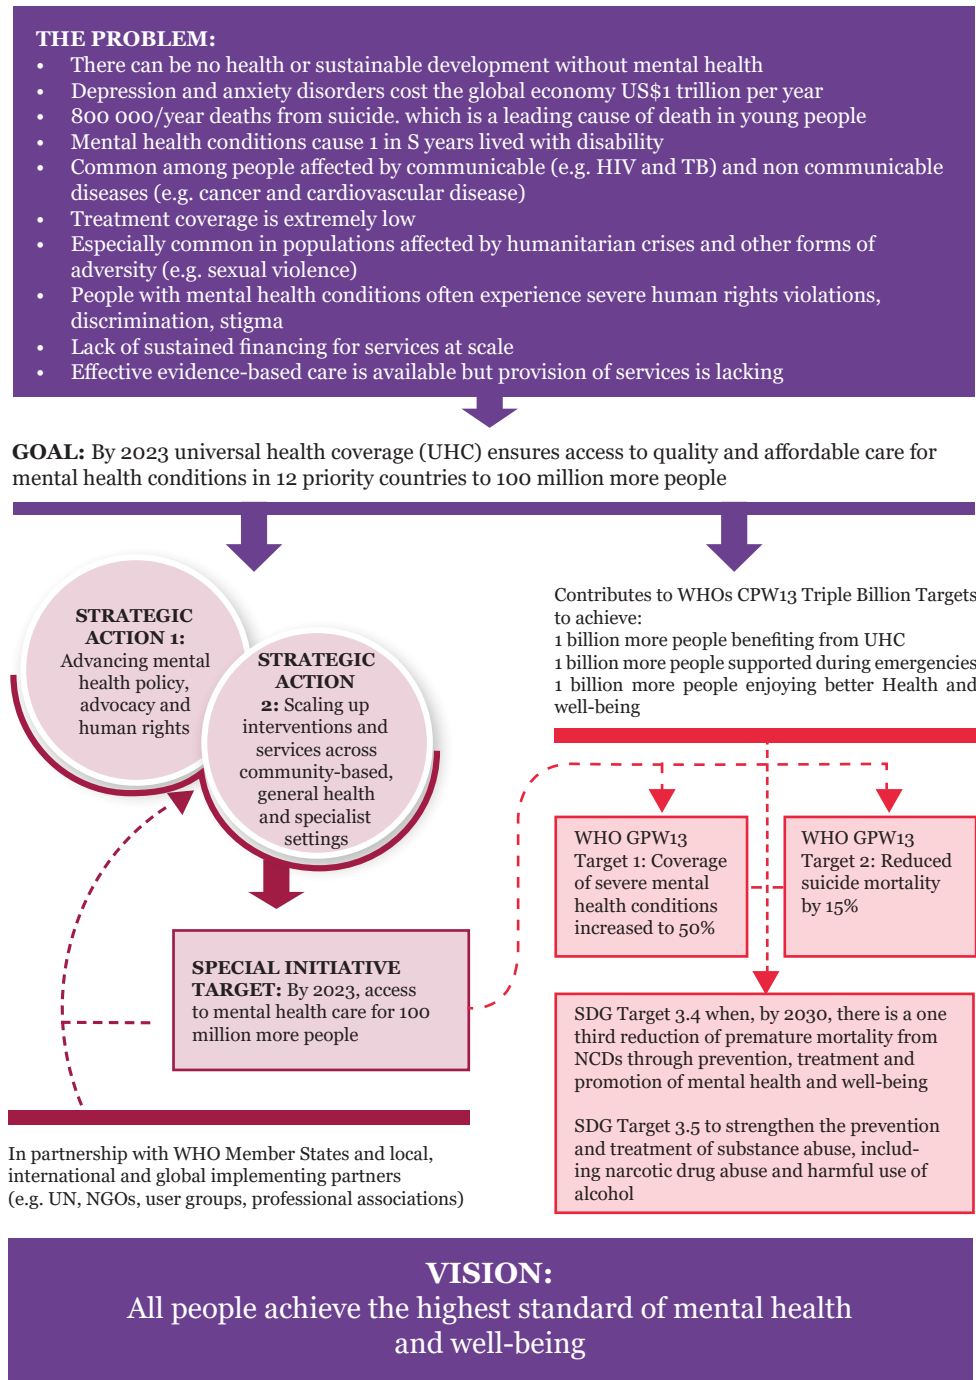 THE PROBLEM:
• There can be no health or sustainable development without mental health
• Depression and anxiety disorders cost the global economy US$1 trillion per year
• 800 000/year deaths from suicide. which is a leading cause of death in young people
• Mental health conditions cause 1 in S years lived with disability
• Common among people affected by communicable (e.g. HIV and TB) and non communicable
diseases (e.g. cancer and cardiovascular disease)
• Treatment coverage is extremely low
• Especially common in populations affected by humanitarian crises and other forms of
adversity (e.g. sexual violence)
• People with mental health conditions often experience severe human rights violations,
discrimination, stigma
• Lack of sustained financing for services at scale
• Effective evidence-based care is available but provision of services is lacking
GOAL: By 2023 universal health coverage (UHC) ensures access to quality and affordable care for
mental health conditions in 12 priority countries to 100 million more people
STRATEGIC
ACTION 1:
Advancing mental
health policy,
advocacy and
human rights
STRATEGIC
ACTION
2: Scaling up
interventions and
services across
community-based,
general health
and specialist
settings
SPECIAL INITIATIVE
TARGET: By 2023, access
to mental health care for 100
million more people
In partnership with WHO Member States and local,
international and global implementing partners
(e.g. UN, NGOs, user groups, professional associations)
Contributes to WHOs CPW13 Triple Billion Targets
to achieve:
1 billion more people benefiting from UHC
1 billion more people supported during emergencies
1 billion more people enjoying better Health and
well-being
WHO GPW13
Target 1: Coverage
of severe mental
health conditions
increased to 50%
WHO GPW13
Target 2: Reduced
suicide mortality
by 15%
SDG Target 3.4 when, by 2030, there is a one
third reduction of premature mortality from
NCDs through prevention, treatment and
promotion of mental health and well-being
SDG Target 3.5 to strengthen the prevention
and treatment of substance abuse, includ-
ing narcotic drug abuse and harmful use of
alcohol
VISION:
All people achieve the highest standard of mental health
and well-being